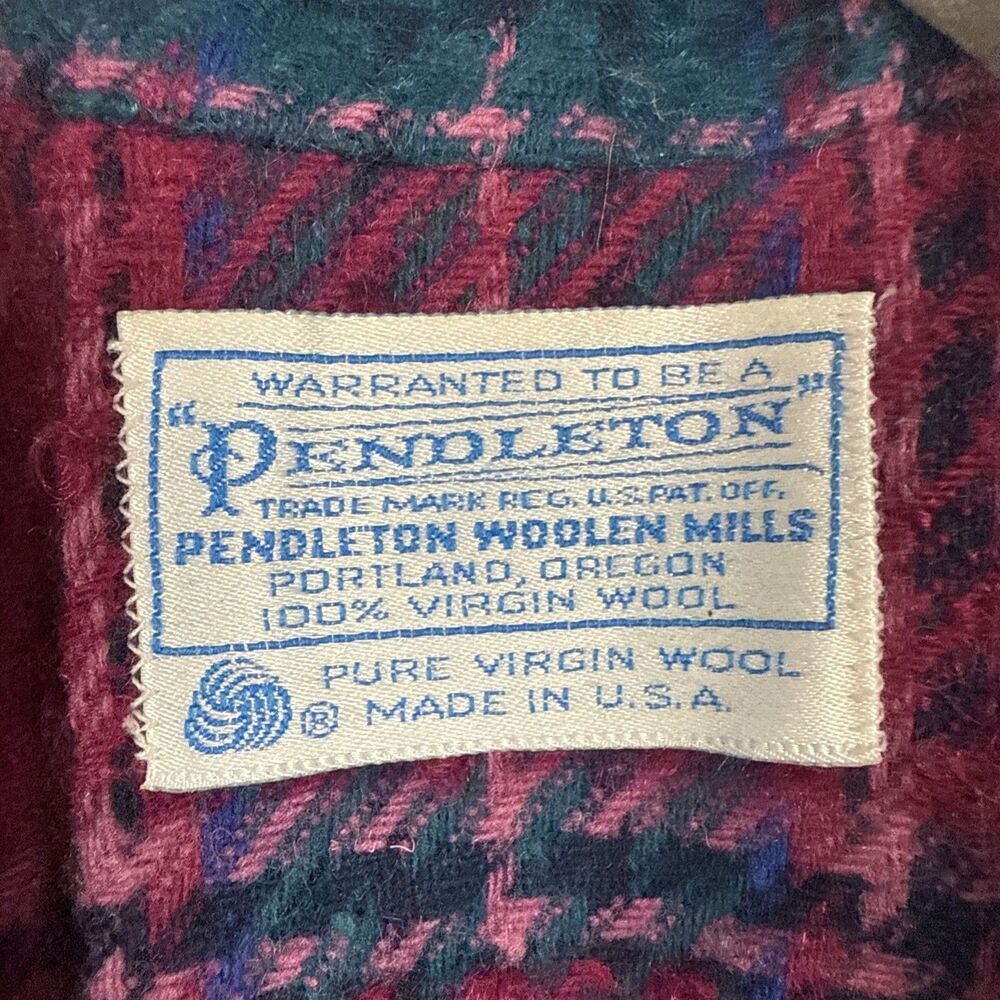 WARRANTED TO BE A
"PENDLETON"
TRADE MARK REG. U.S. PAT. OFF.
PENDLETON WOOLEN MILLS
PORTLAND, OREGON
100% VIRGIN WOOL
PURE VIRGIN WOOL
® MADE IN U.S.A.